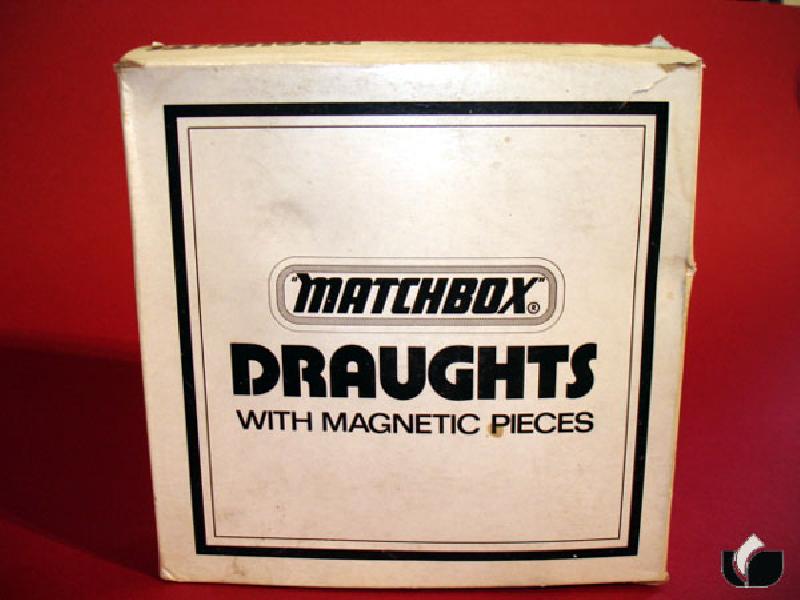 "MATCHBOX"®
DRAUGHTS
WITH MAGNETIC PIECES